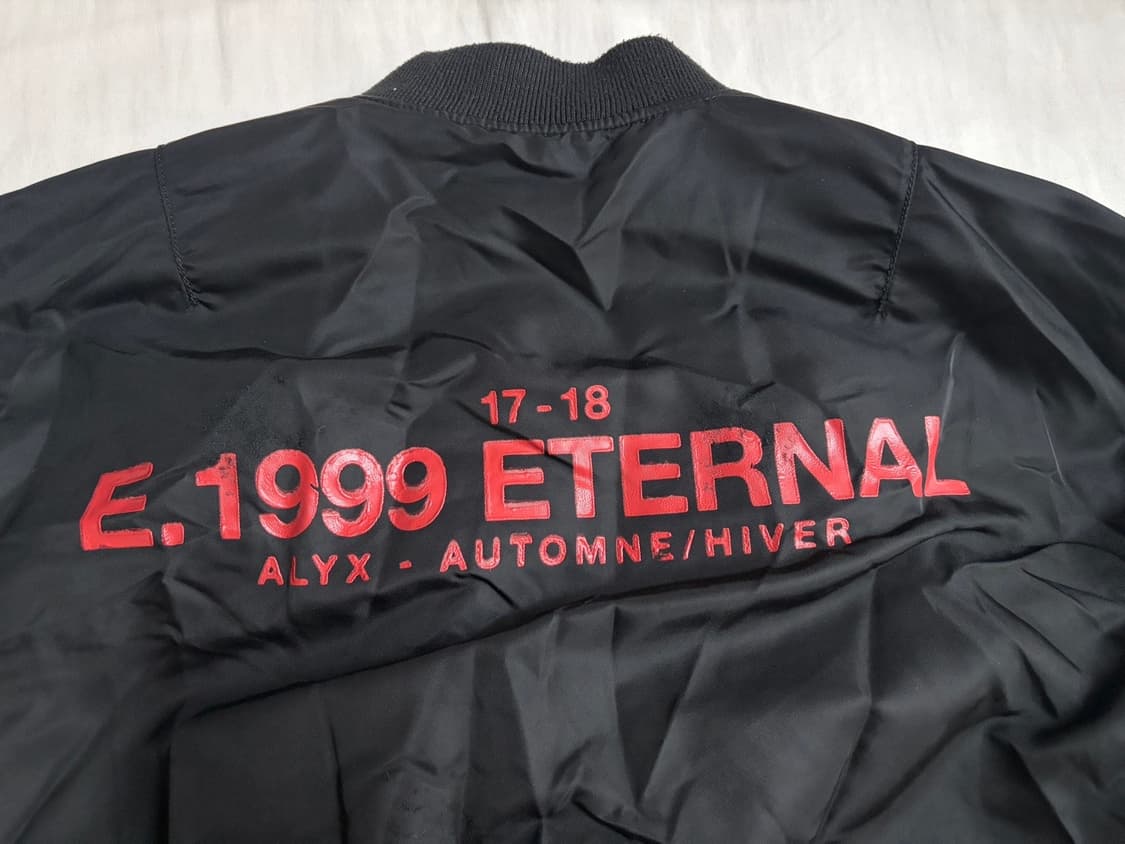 17-18
E.1999 ETERNAL
ALYX - AUTOMNE/HIVER